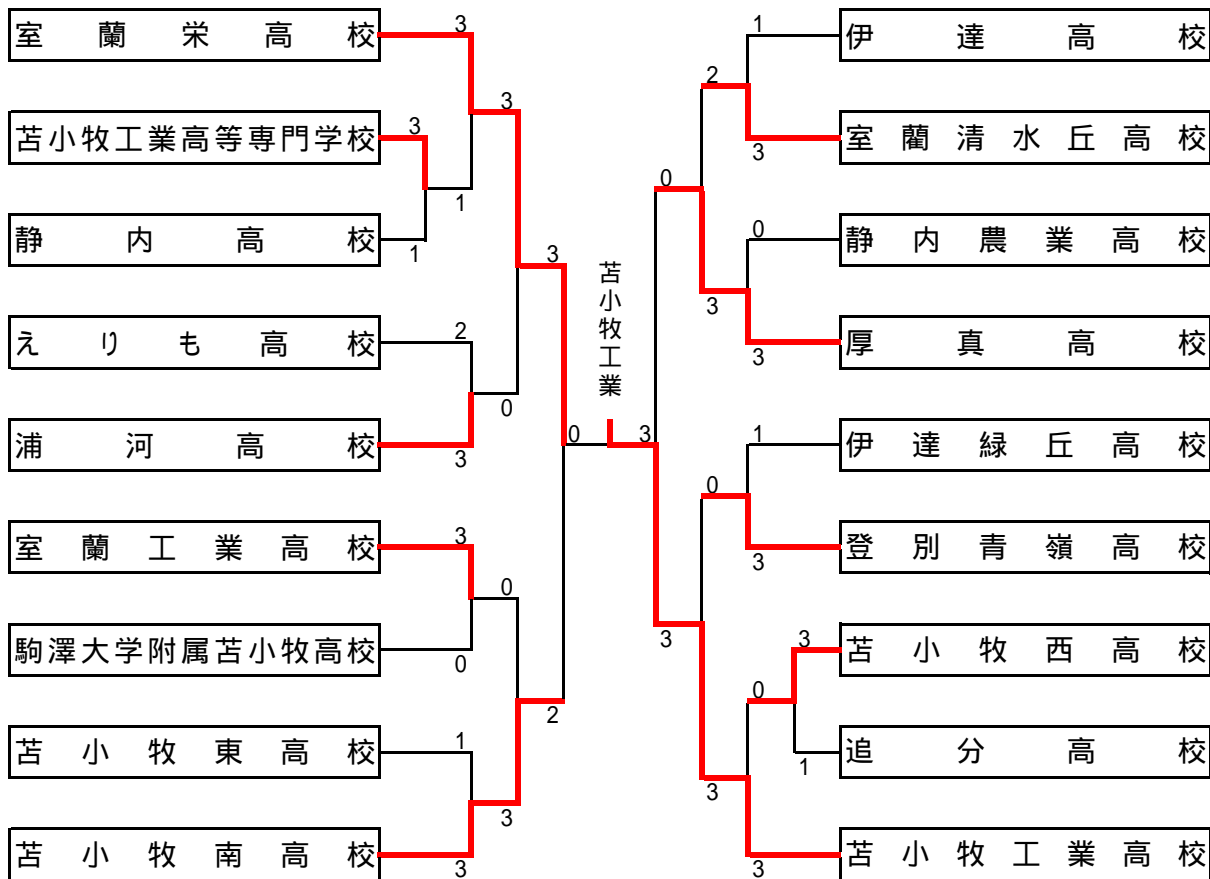 室蘭栄高校
3
苫小牧工業高等専門学校
3
3
1
静内高校
1
えりも高校
2
3
0
浦河高校
3
0
室蘭工業高校
3
0
駒澤大学附属苫小牧高校
0
2
苫小牧東高校
1
3
苫小牧南高校
3
苫小牧工業
3
伊達高校
1
2
室蘭清水丘高校
3
0
静内農業高校
0
3
厚真高校
3
伊達緑丘高校
1
0
登別青嶺高校
3
3
苫小牧西高校
3
0
追分高校
1
3
苫小牧工業高校
3